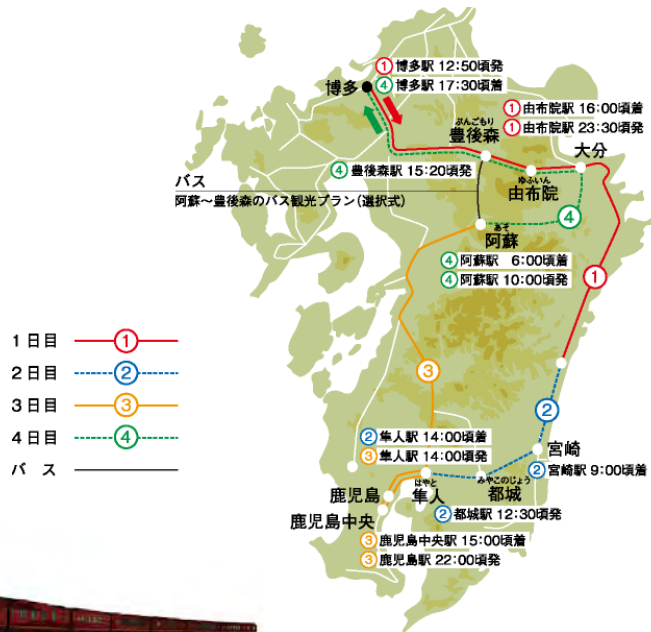 ① 博多駅 12:50頃発
④ 博多駅 17:30頃着
博多
① 由布院駅 16:00頃着
① 由布院駅 23:30頃発
ぶんごもり
豊後森
大分
④ 豊後森駅 15:20頃発
ゆふいん
由布院
バス
阿蘇～豊後森のバス観光プラン(選択式)
④
あそ
阿蘇
④ 阿蘇駅 6:00頃着
④ 阿蘇駅 10:00頃発
①
1日目 ①
2日目 ②
3日目 ③
4日目 ④
バス
③
②
② 隼人駅 14:00頃着
③ 隼人駅 14:00頃発
宮崎
② 宮崎駅 9:00頃着
はやと
隼人
みやこのじょう
都城
鹿児島
鹿児島中央
② 都城駅 12:30頃発
③ 鹿児島中央駅 15:00頃着
③ 鹿児島駅 22:00頃発